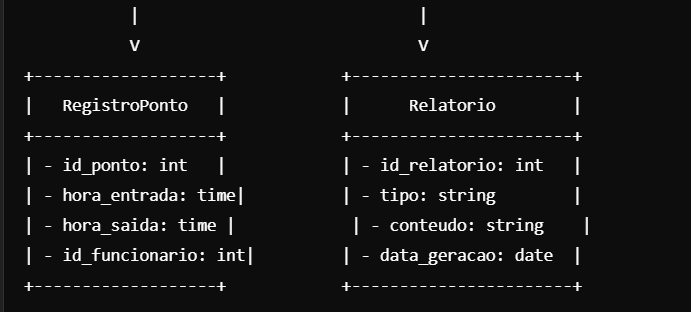 |                            |
           V                            V
+-------------------+           +-----------------------+
|   RegistroPonto   |           |      Relatorio        |
+-------------------+           +-----------------------+
| - id_ponto: int   |           | - id_relatorio: int   |
| - hora_entrada: time|         | - tipo: string        |
| - hora_saida: time |           | - conteudo: string    |
| - id_funcionario: int|        | - data_geracao: date  |
+-------------------+           +-----------------------+